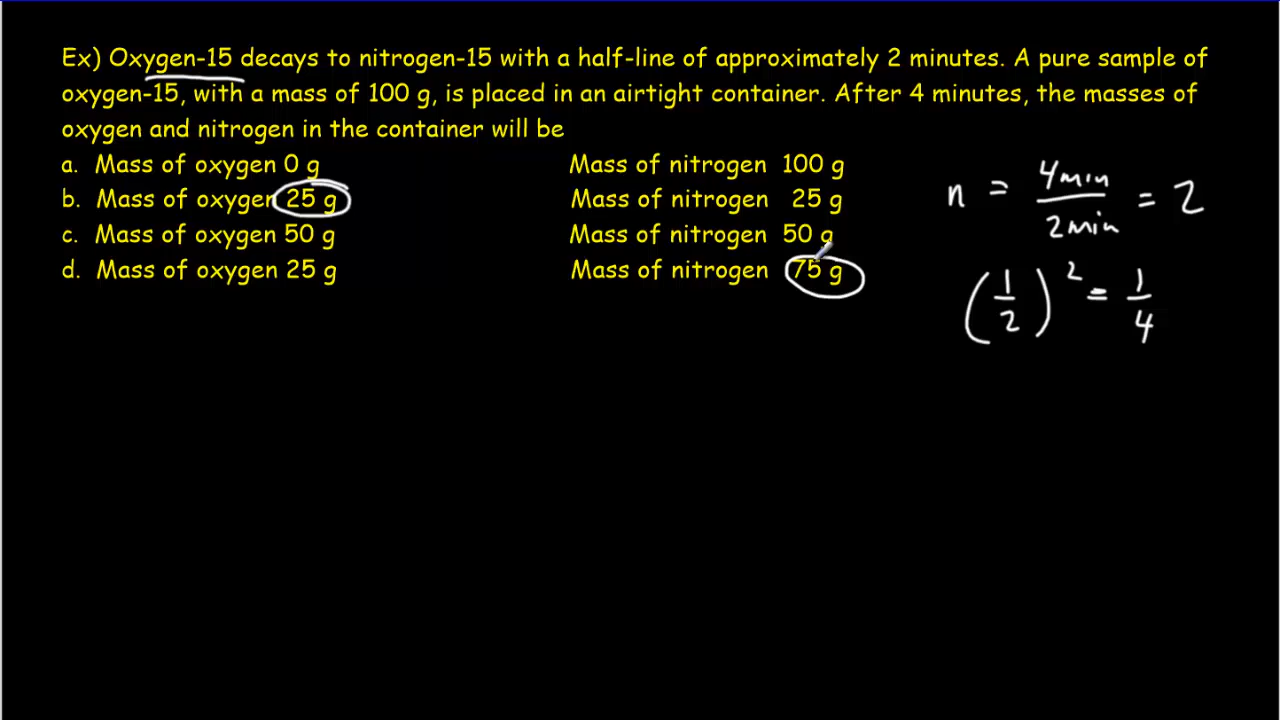 Ex) Oxygen-15 decays to nitrogen-15 with a half-line of approximately 2 minutes. A pure sample of
oxygen-15, with a mass of 100 g, is placed in an airtight container. After 4 minutes, the masses of
oxygen and nitrogen in the container will be
a. Mass of oxygen 0 g Mass of nitrogen 100 g
b. Mass of oxygen 25 g Mass of nitrogen 25 g
c. Mass of oxygen 50 g Mass of nitrogen 50 g
d. Mass of oxygen 25 g Mass of nitrogen 75 g
n = 4min / 2min = 2
(1/2)^2 = 1/4